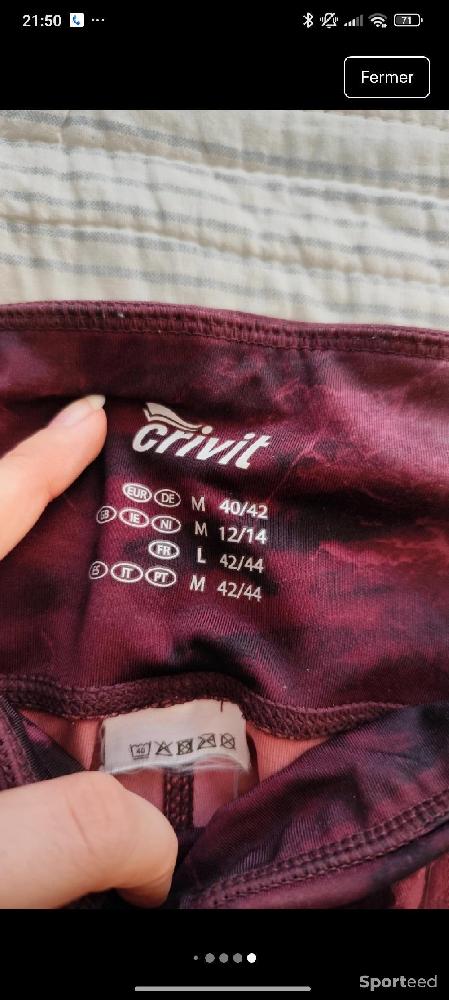 21:50
71
Fermer
crivit
EUR DE M 40/42
GB IE NI M 12/14
FR L 42/44
ES IT PT M 42/44
40
Sporteed